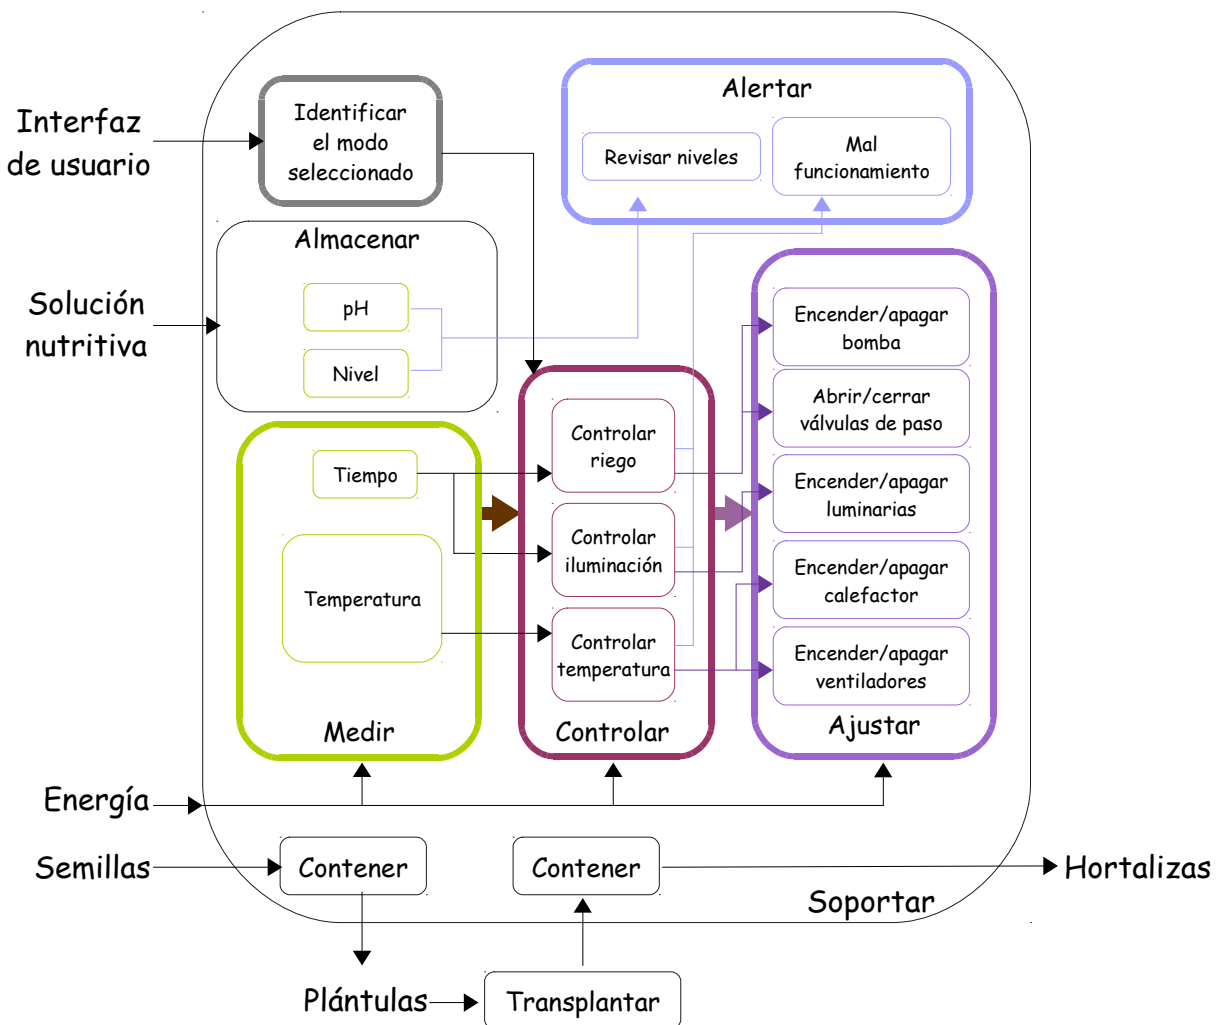 Interfaz
de usuario
Identificar
el modo
seleccionado
Alertar
Revisar niveles
Mal
funcionamiento
Almacenar
Solución
nutritiva
pH
Nivel
Tiempo
Temperatura
Medir
Controlar
riego
Controlar
iluminación
Controlar
temperatura
Controlar
Encender/apagar
bomba
Abrir/cerrar
válvulas de paso
Encender/apagar
luminarias
Encender/apagar
calefactor
Encender/apagar
ventiladores
Ajustar
Energía
Semillas
Contener
Contener
Hortalizas
Soportar
Plántulas
Transplantar